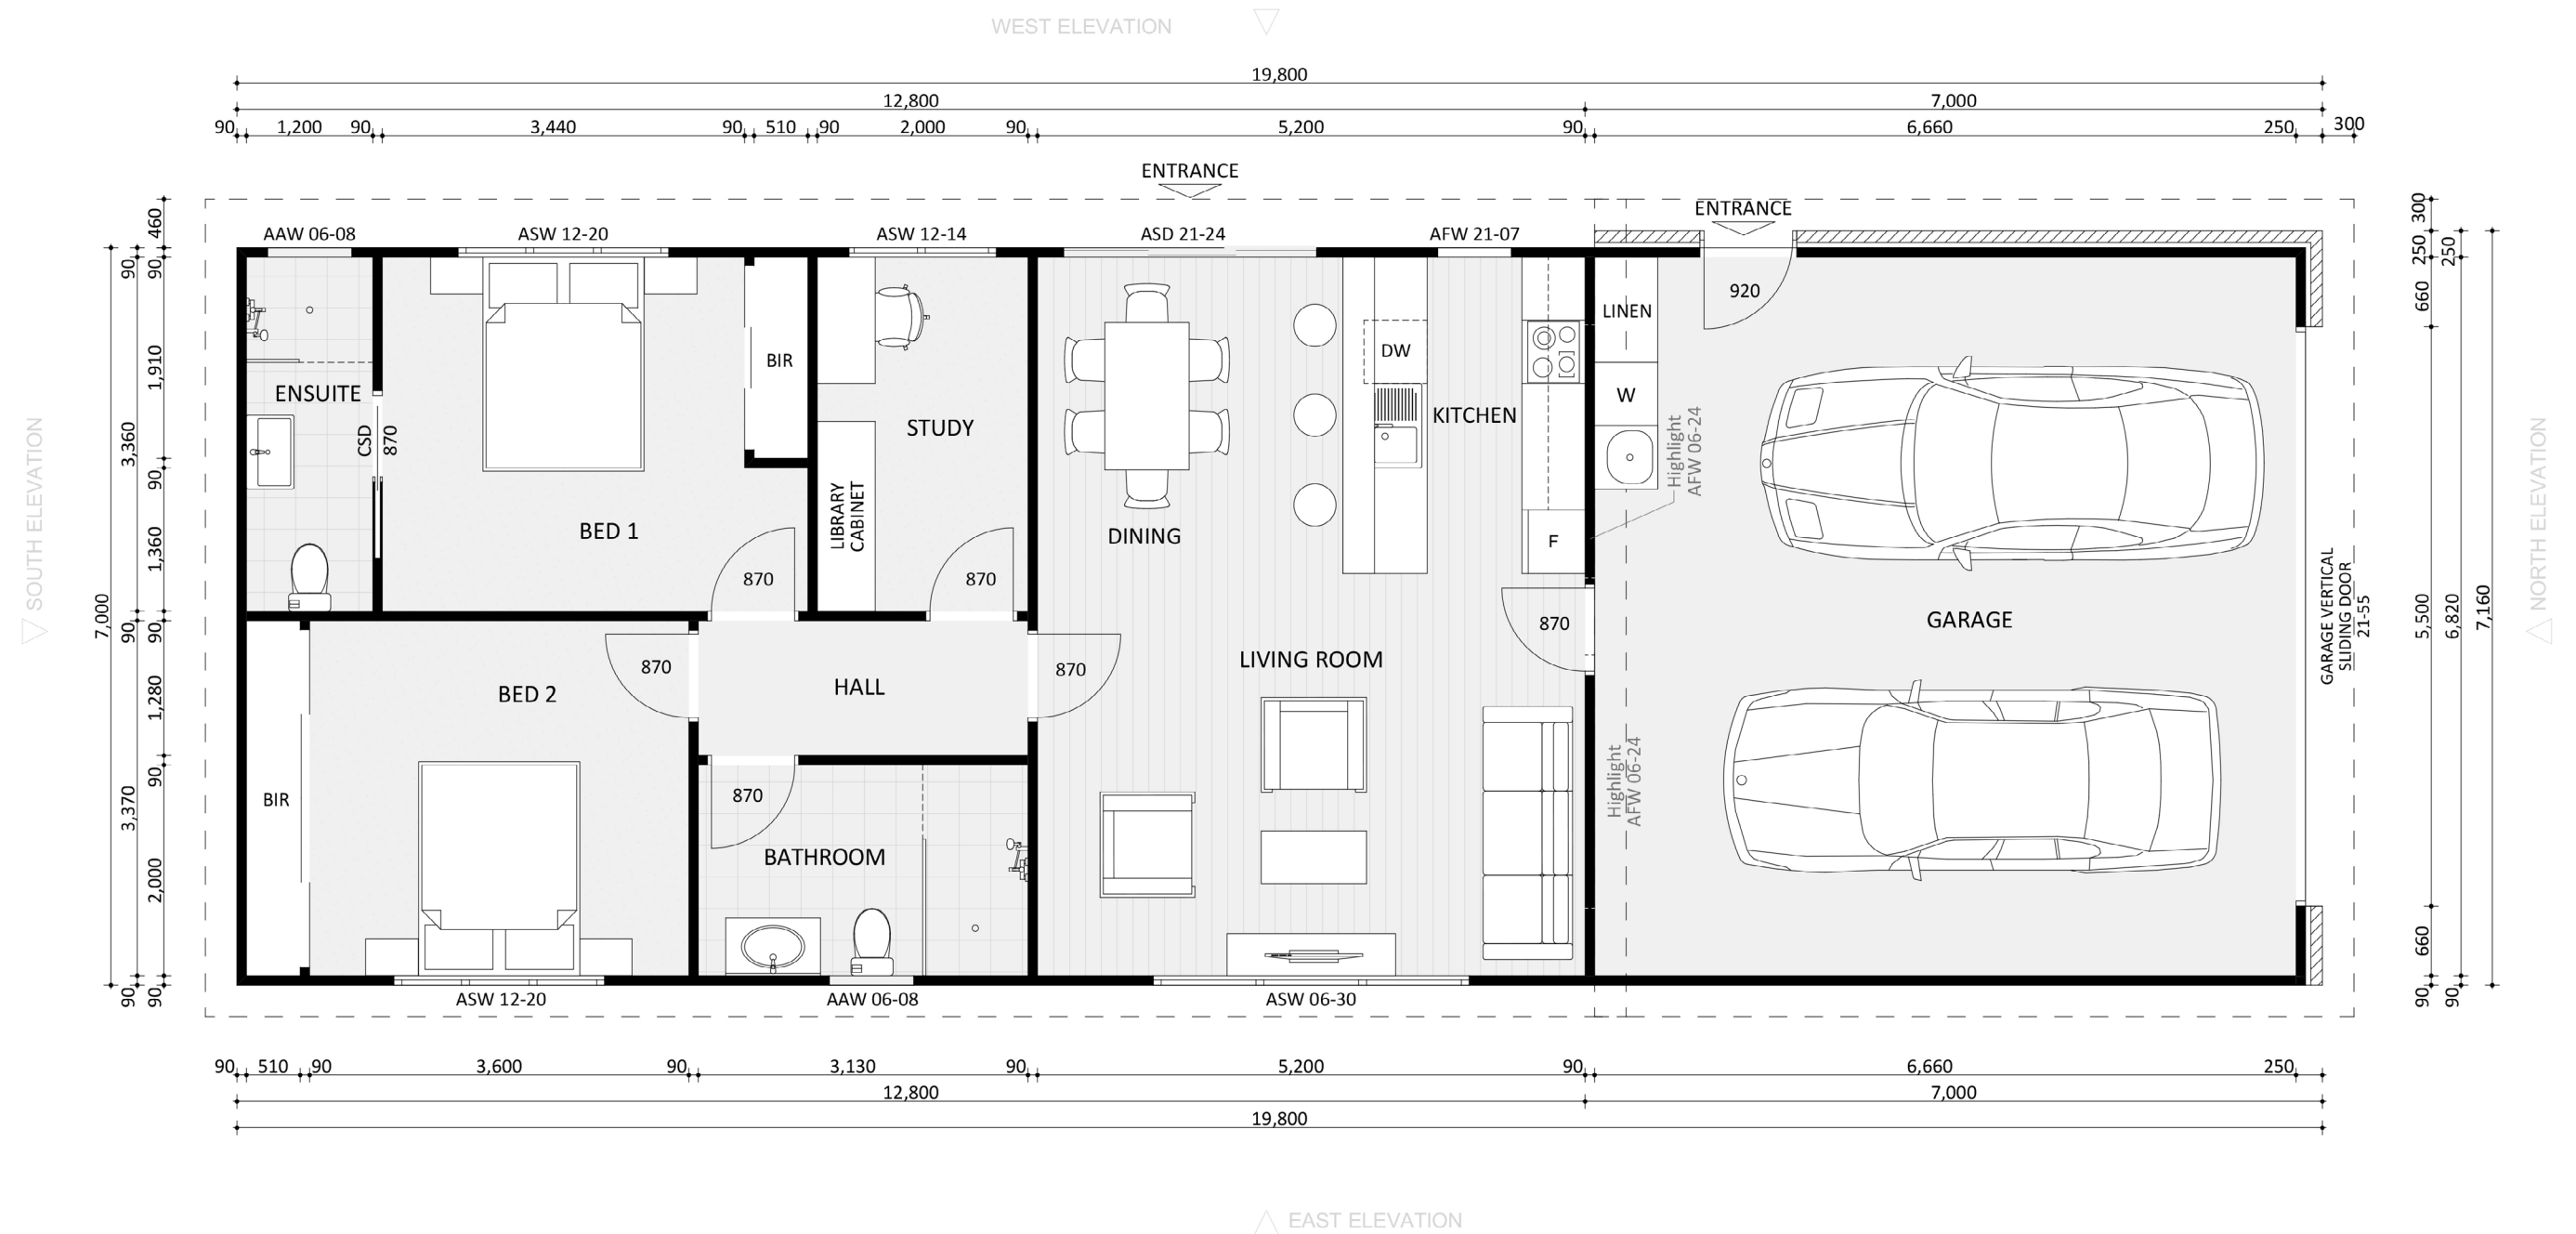 WEST ELEVATION
19,800
12,800 7,000
90 1,200 90 3,440 90 510 90 2,000 90 5,200 90 6,660 250 300
ENTRANCE
ENTRANCE
AAW 06-08 ASW 12-20 ASW 12-14 ASD 21-24 AFW 21-07
460
90
1,910
90
1,360
90
1,280
90
2,000
90
90
3,360
90
3,370
90
7,000
SOUTH ELEVATION
ENSUITE
CSD
870
BIR
BED 1
870
STUDY
LIBRARY
CABINET
870
DINING
DW
KITCHEN
F
LINEN
W
920
Highlight
AFW 06-24
GARAGE
GARAGE VERTICAL
SLIDING DOOR
21-55
870
LIVING ROOM
870
HALL
870
BED 2
BIR
870
BATHROOM
Highlight
AFW 06-24
300
250
660
5,500
660
90
250
6,820
90
7,160
NORTH ELEVATION
ASW 12-20 AAW 06-08 ASW 06-30
90 510 90 3,600 90 3,130 90 5,200 90 6,660 250
12,800 7,000
19,800
EAST ELEVATION